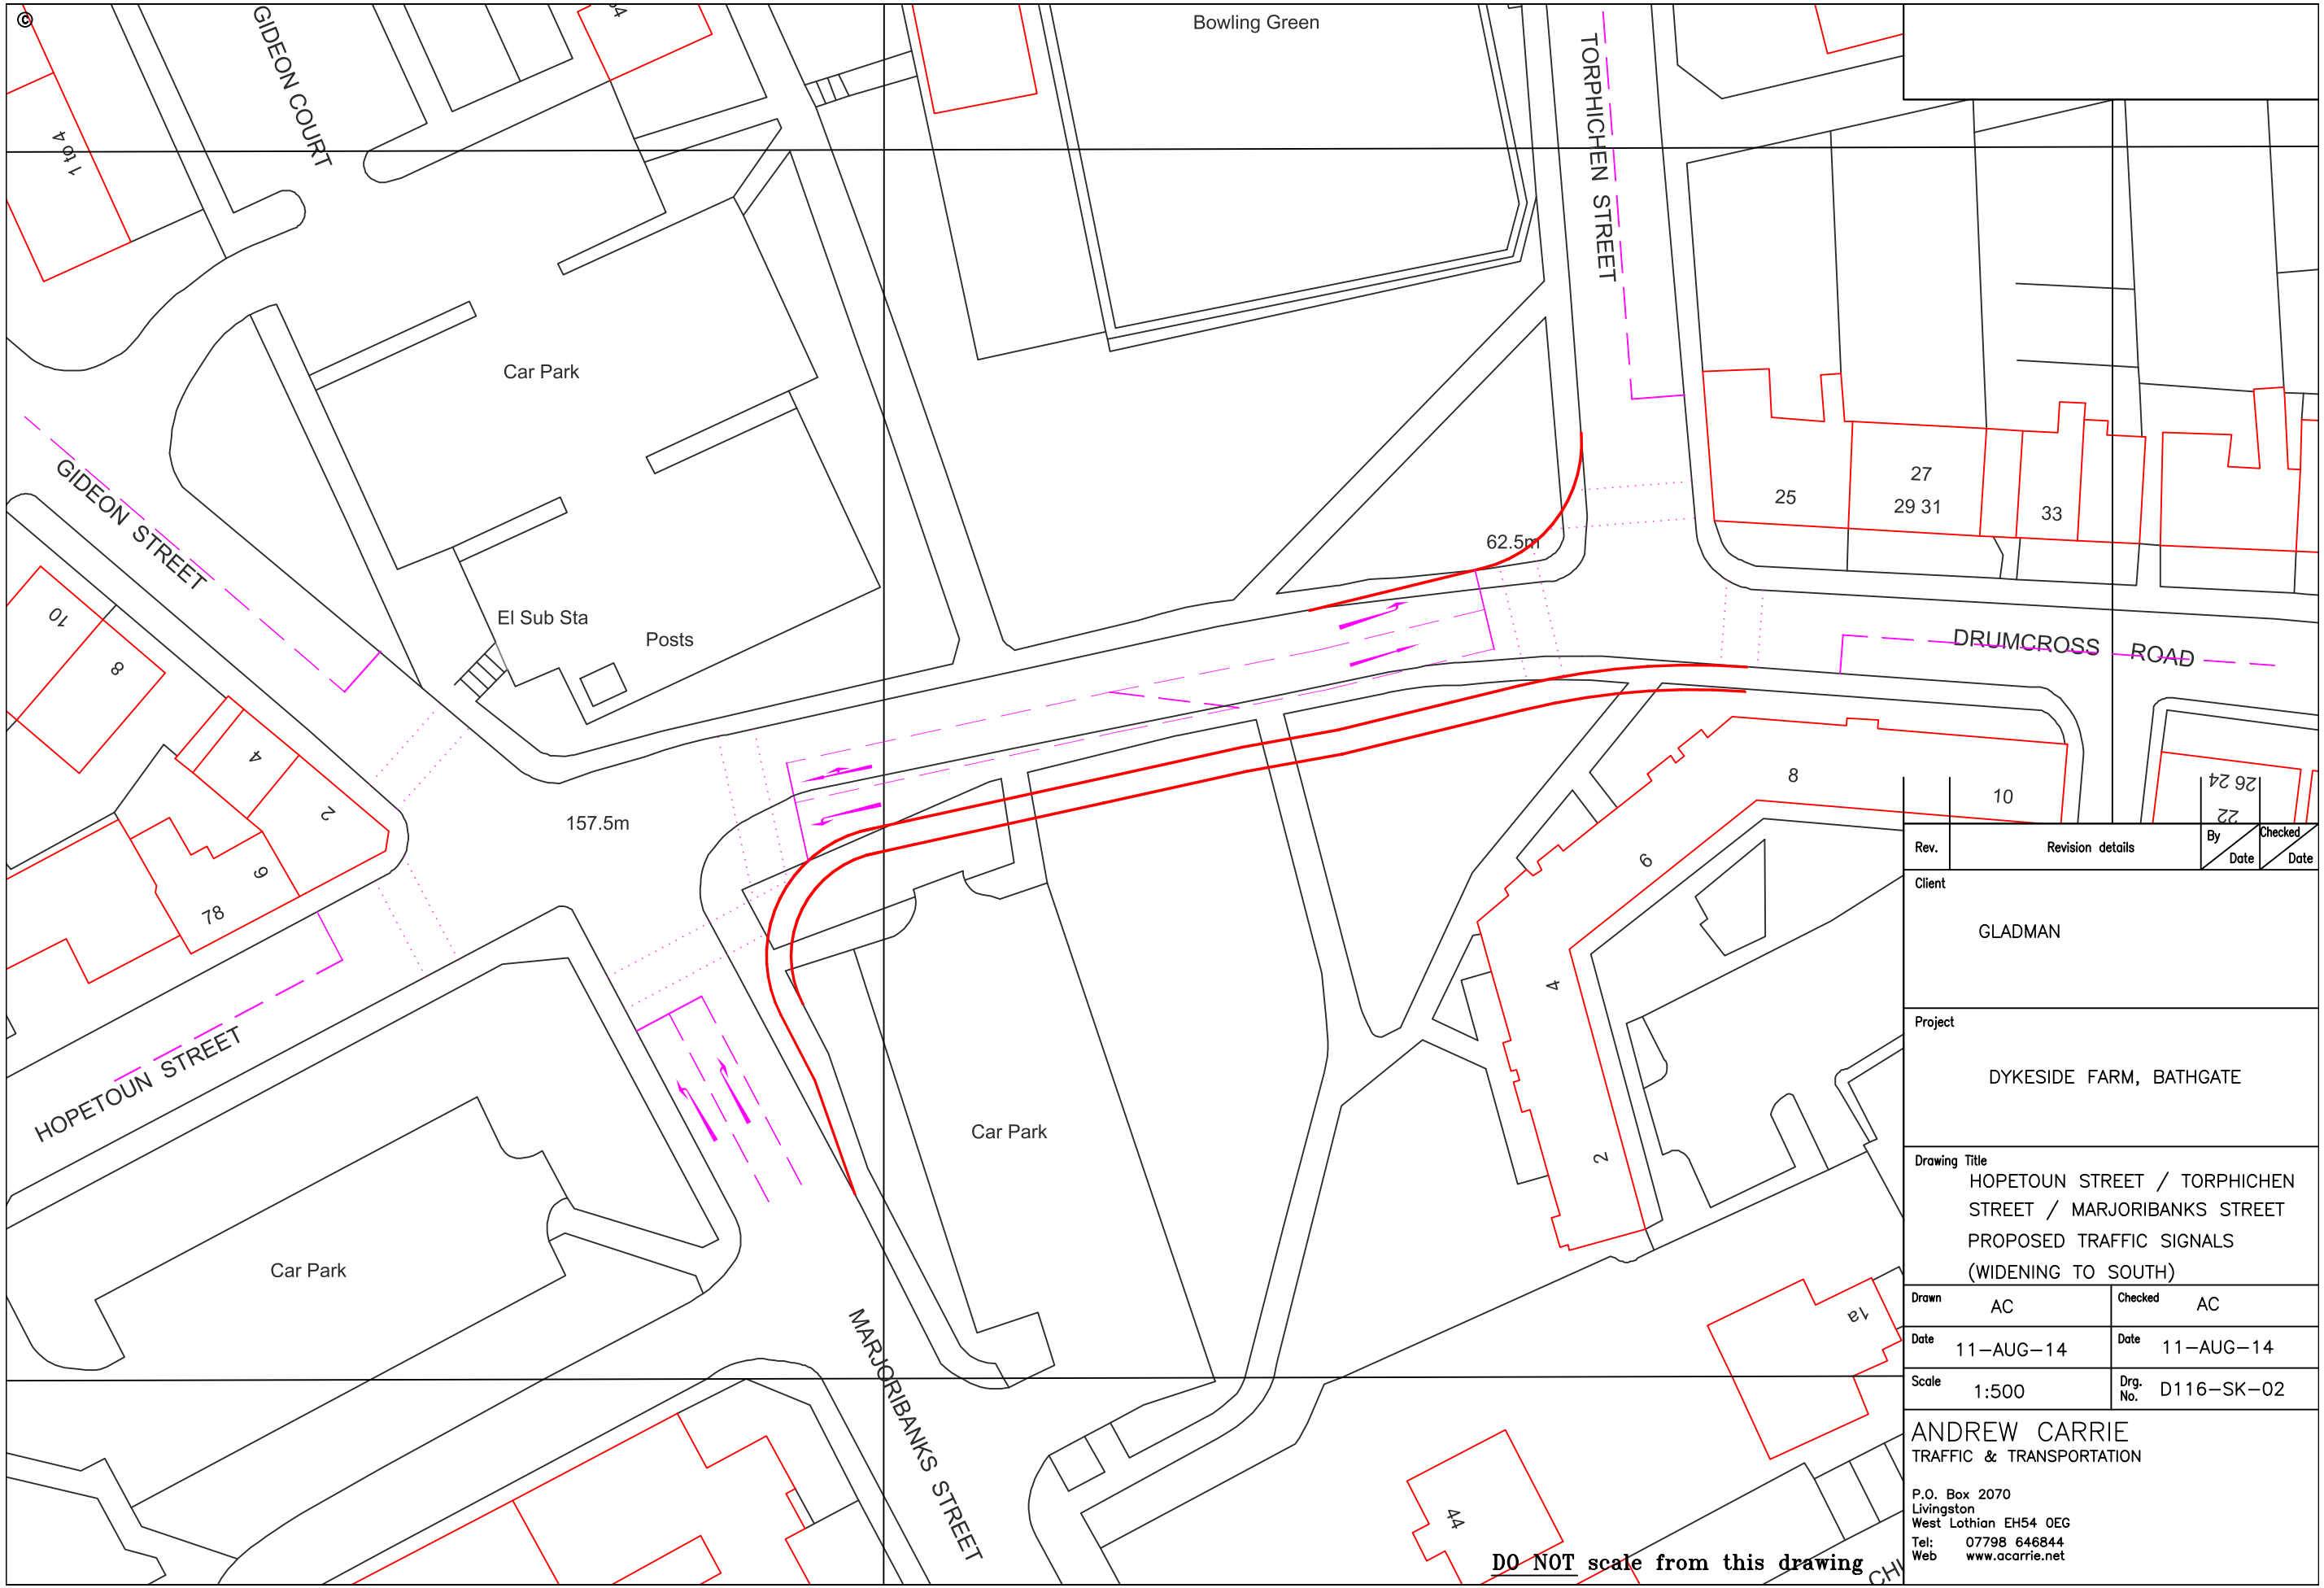 ©
GIDEON COURT
Bowling Green
TORPHICHEN STREET
1 to 4
Car Park
GIDEON STREET
25
27
29 31
33
62.5m
10
8
El Sub Sta
Posts
DRUMCROSS ROAD
4
2
6
78
157.5m
8
10
6
4
2
26 24
22
HOPETOUN STREET
Car Park
Car Park
MARJORIBANKS STREET
1a
44
DO NOT scale from this drawing
Rev.
Revision details
By
Date
Checked
Date
Client
GLADMAN
Project
DYKESIDE FARM, BATHGATE
Drawing Title
HOPETOUN STREET / TORPHICHEN
STREET / MARJORIBANKS STREET
PROPOSED TRAFFIC SIGNALS
(WIDENING TO SOUTH)
Drawn AC
Checked AC
Date 11-AUG-14
Date 11-AUG-14
Scale 1:500
Drg. No. D116-SK-02
ANDREW CARRIE
TRAFFIC & TRANSPORTATION
P.O. Box 2070
Livingston
West Lothian EH54 0EG
Tel: 07798 646844
Web www.acarrie.net